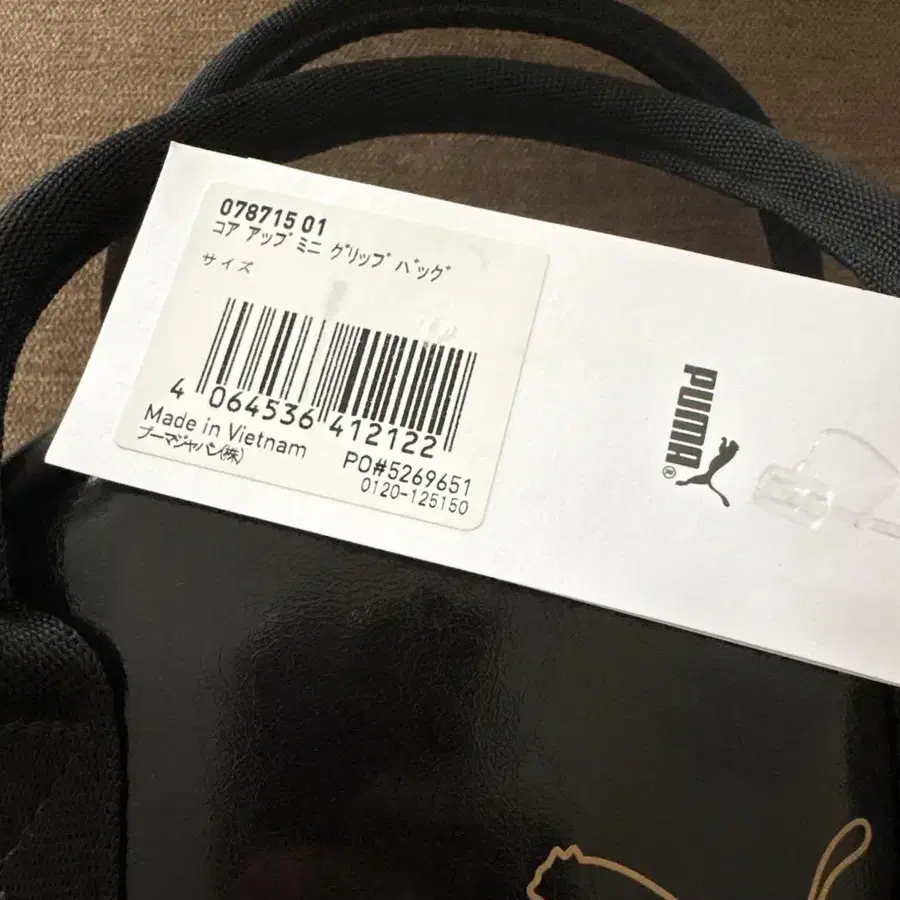 078715 01
コア アップ ミニ グリップ バッグ
サイズ
4 064536 412122
Made in Vietnam
プーマジャパン(株)
PO#5269651
0120-125150
PUMA®